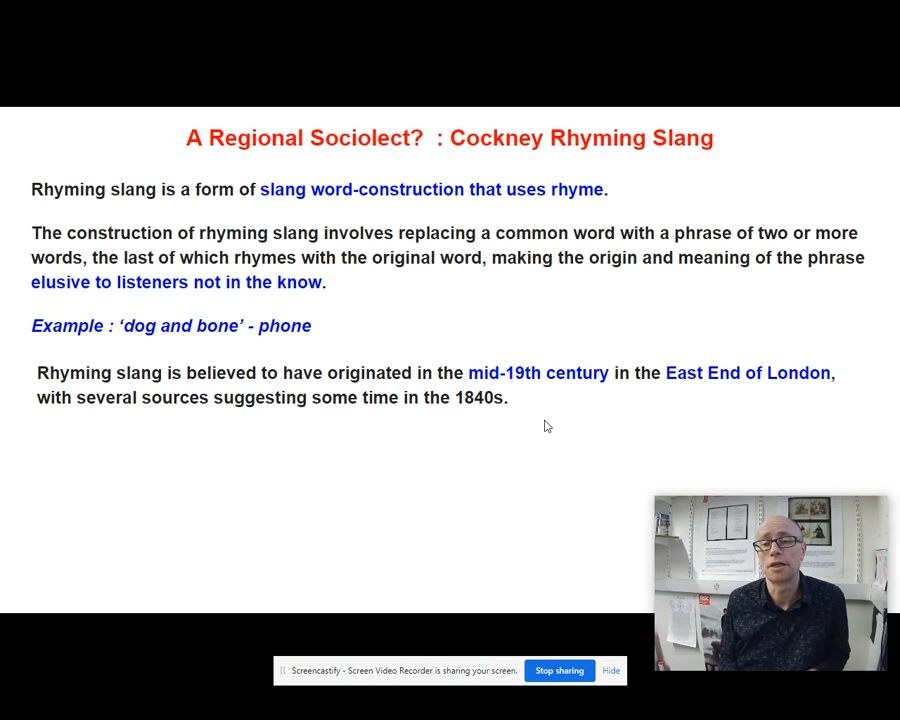 A Regional Sociolect? : Cockney Rhyming Slang
Rhyming slang is a form of slang word-construction that uses rhyme.
The construction of rhyming slang involves replacing a common word with a phrase of two or more
words, the last of which rhymes with the original word, making the origin and meaning of the phrase
elusive to listeners not in the know.
Example : ‘dog and bone’ - phone
Rhyming slang is believed to have originated in the mid-19th century in the East End of London,
with several sources suggesting some time in the 1840s.
Screencastify - Screen Video Recorder is sharing your screen.
Stop sharing
Hide